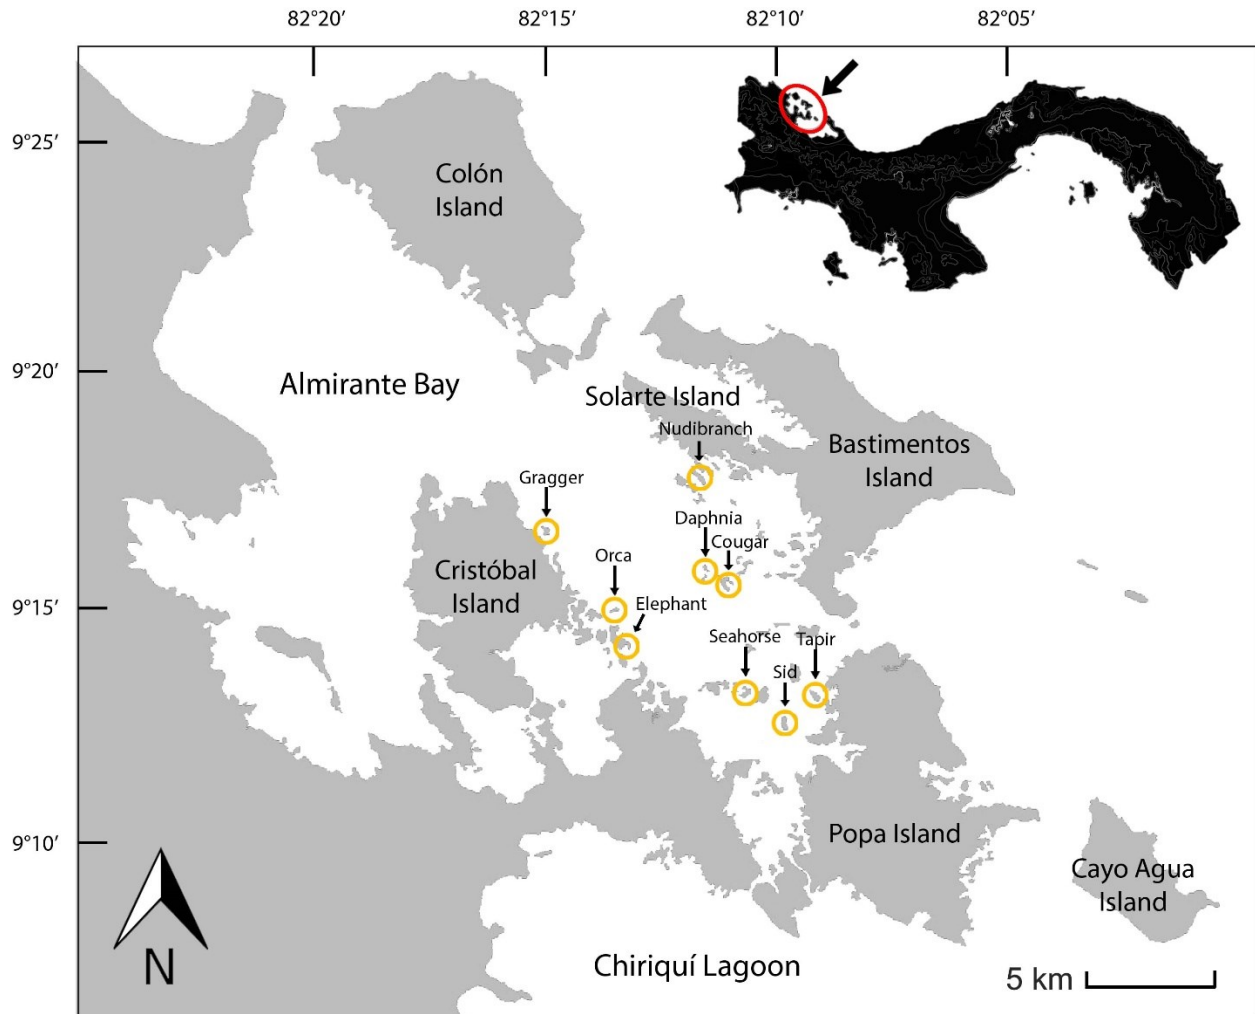 82°20′ 82°15′ 82°10′ 82°05′
9°25′
9°20′
9°15′
9°10′
Colón
Island
Almirante Bay
Solarte Island
Nudibranch
Bastimentos
Island
Gragger
Daphnia
Cougar
Orca
Cristóbal
Island
Elephant
Seahorse
Tapir
Sid
Popa Island
Cayo Agua
Island
Chiriquí Lagoon
N
5 km